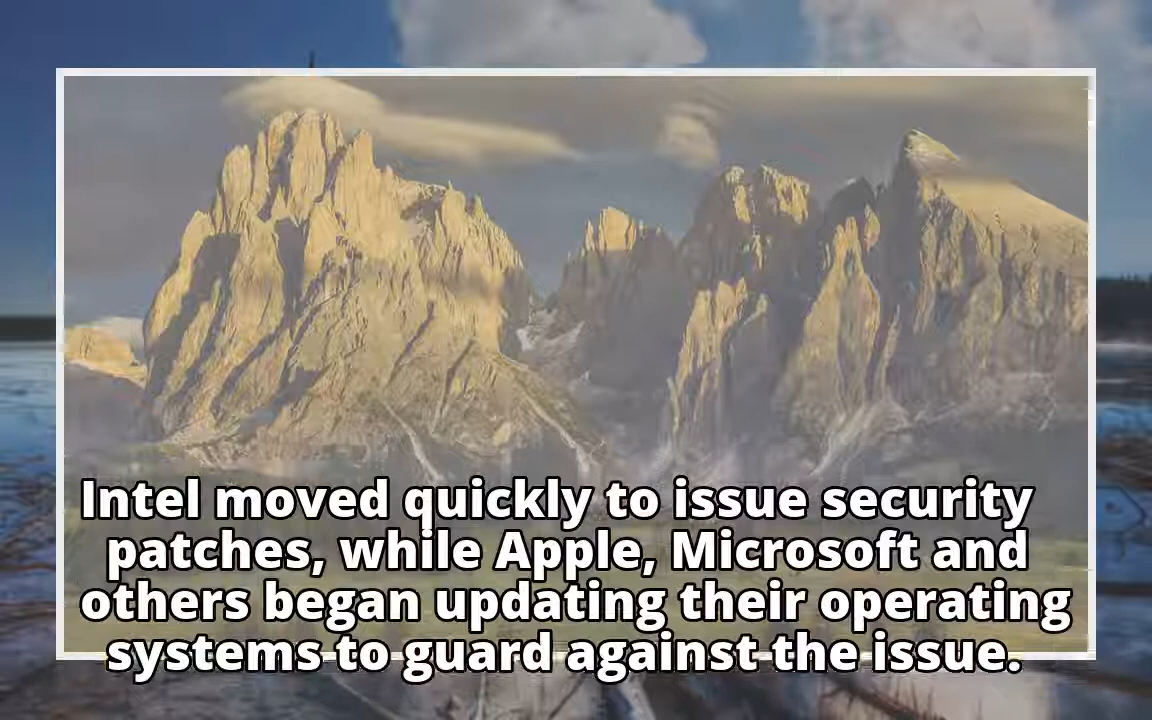 Intel moved quickly to issue security
patches, while Apple, Microsoft and
others began updating their operating
systems to guard against the issue.